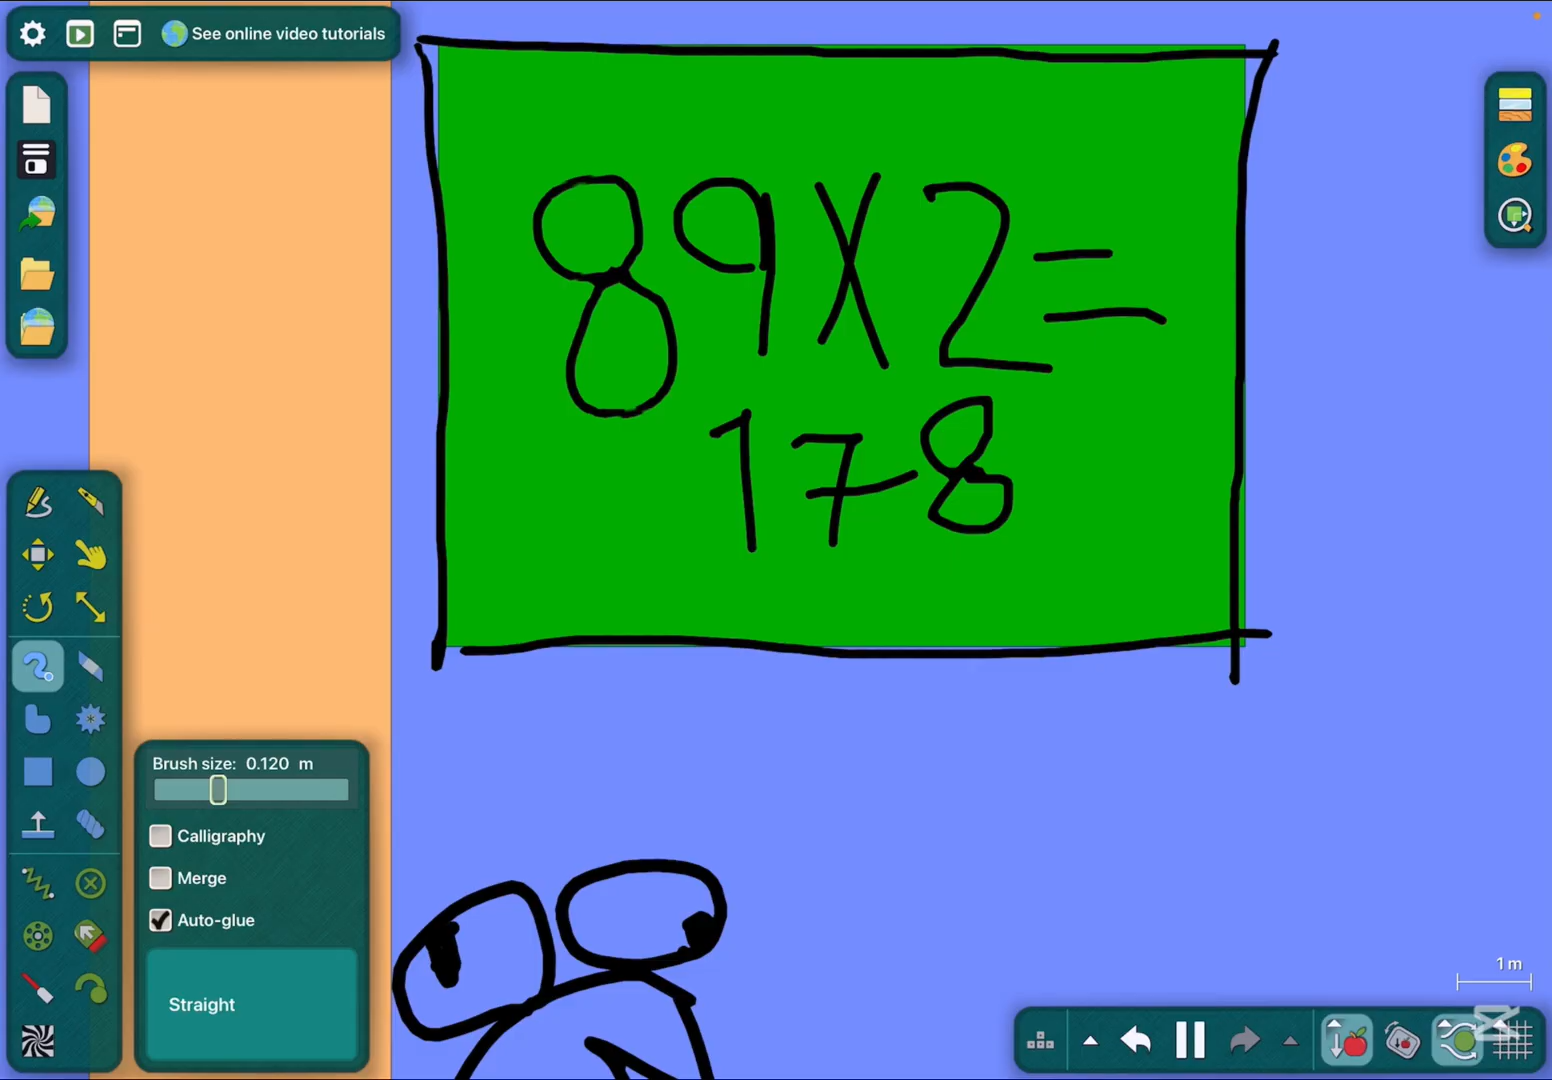 See online video tutorials
89X2=
178
Brush size: 0.120 m
Calligraphy
Merge
Auto-glue
Straight
1 m